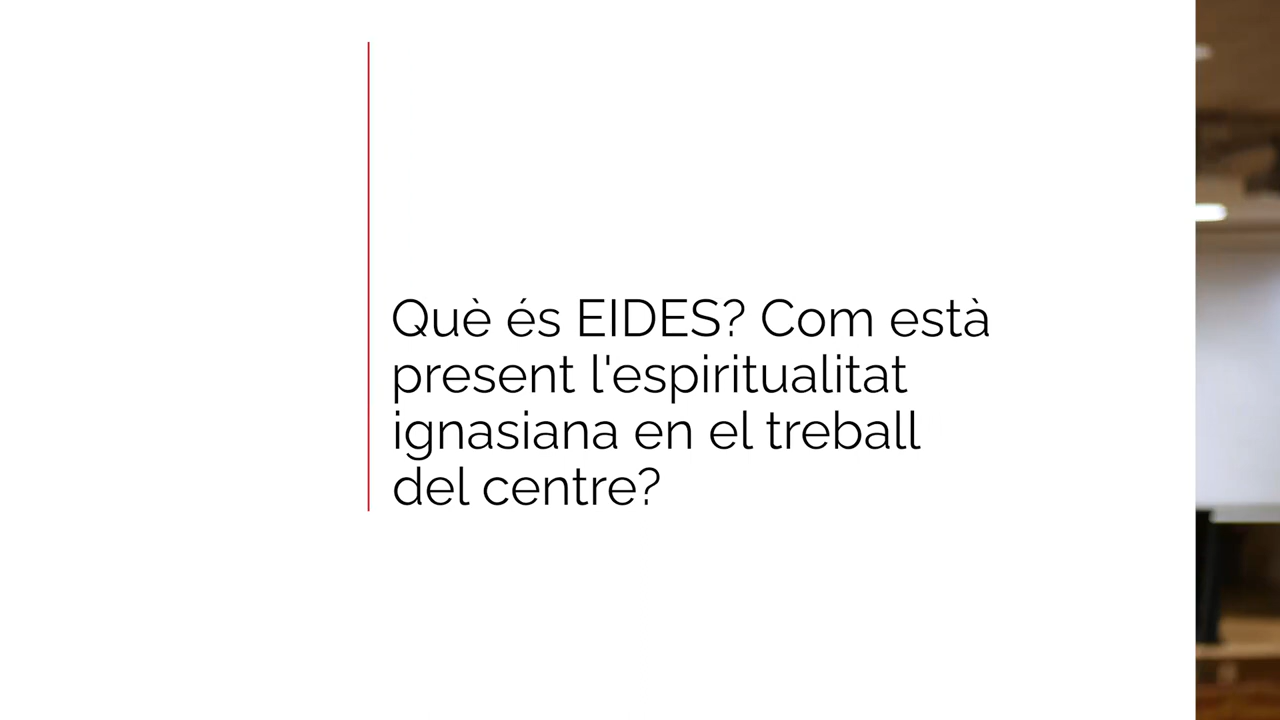 Què és EIDES? Com està
present l'espiritualitat
ignasiana en el treball
del centre?